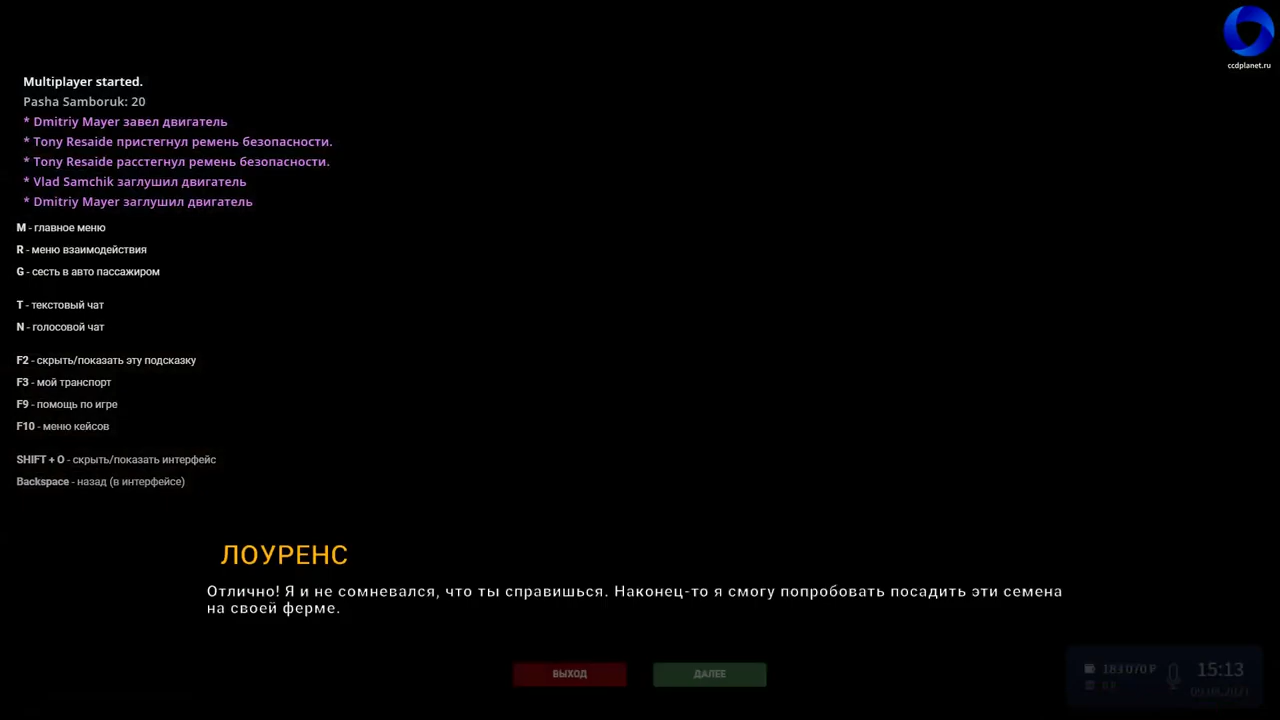 ccdplanet.ru
Multiplayer started.
Pasha Samboruk: 20
* Dmitriy Mayer завел двигатель
* Tony Resaide пристегнул ремень безопасности.
* Tony Resaide расстегнул ремень безопасности.
* Vlad Samchik заглушил двигатель
* Dmitriy Mayer заглушил двигатель
M - главное меню
R - меню взаимодействия
G - сесть в авто пассажиром
T - текстовый чат
N - голосовой чат
F2 - скрыть/показать эту подсказку
F3 - мой транспорт
F9 - помощь по игре
F10 - меню кейсов
SHIFT + O - скрыть/показать интерфейс
Backspace - назад (в интерфейсе)
ЛОУРЕНС
Отлично! Я и не сомневался, что ты справишься. Наконец-то я смогу попробовать посадить эти семена
на своей ферме.
ВЫХОД ДАЛЕЕ
183 070 ₽ 15:13